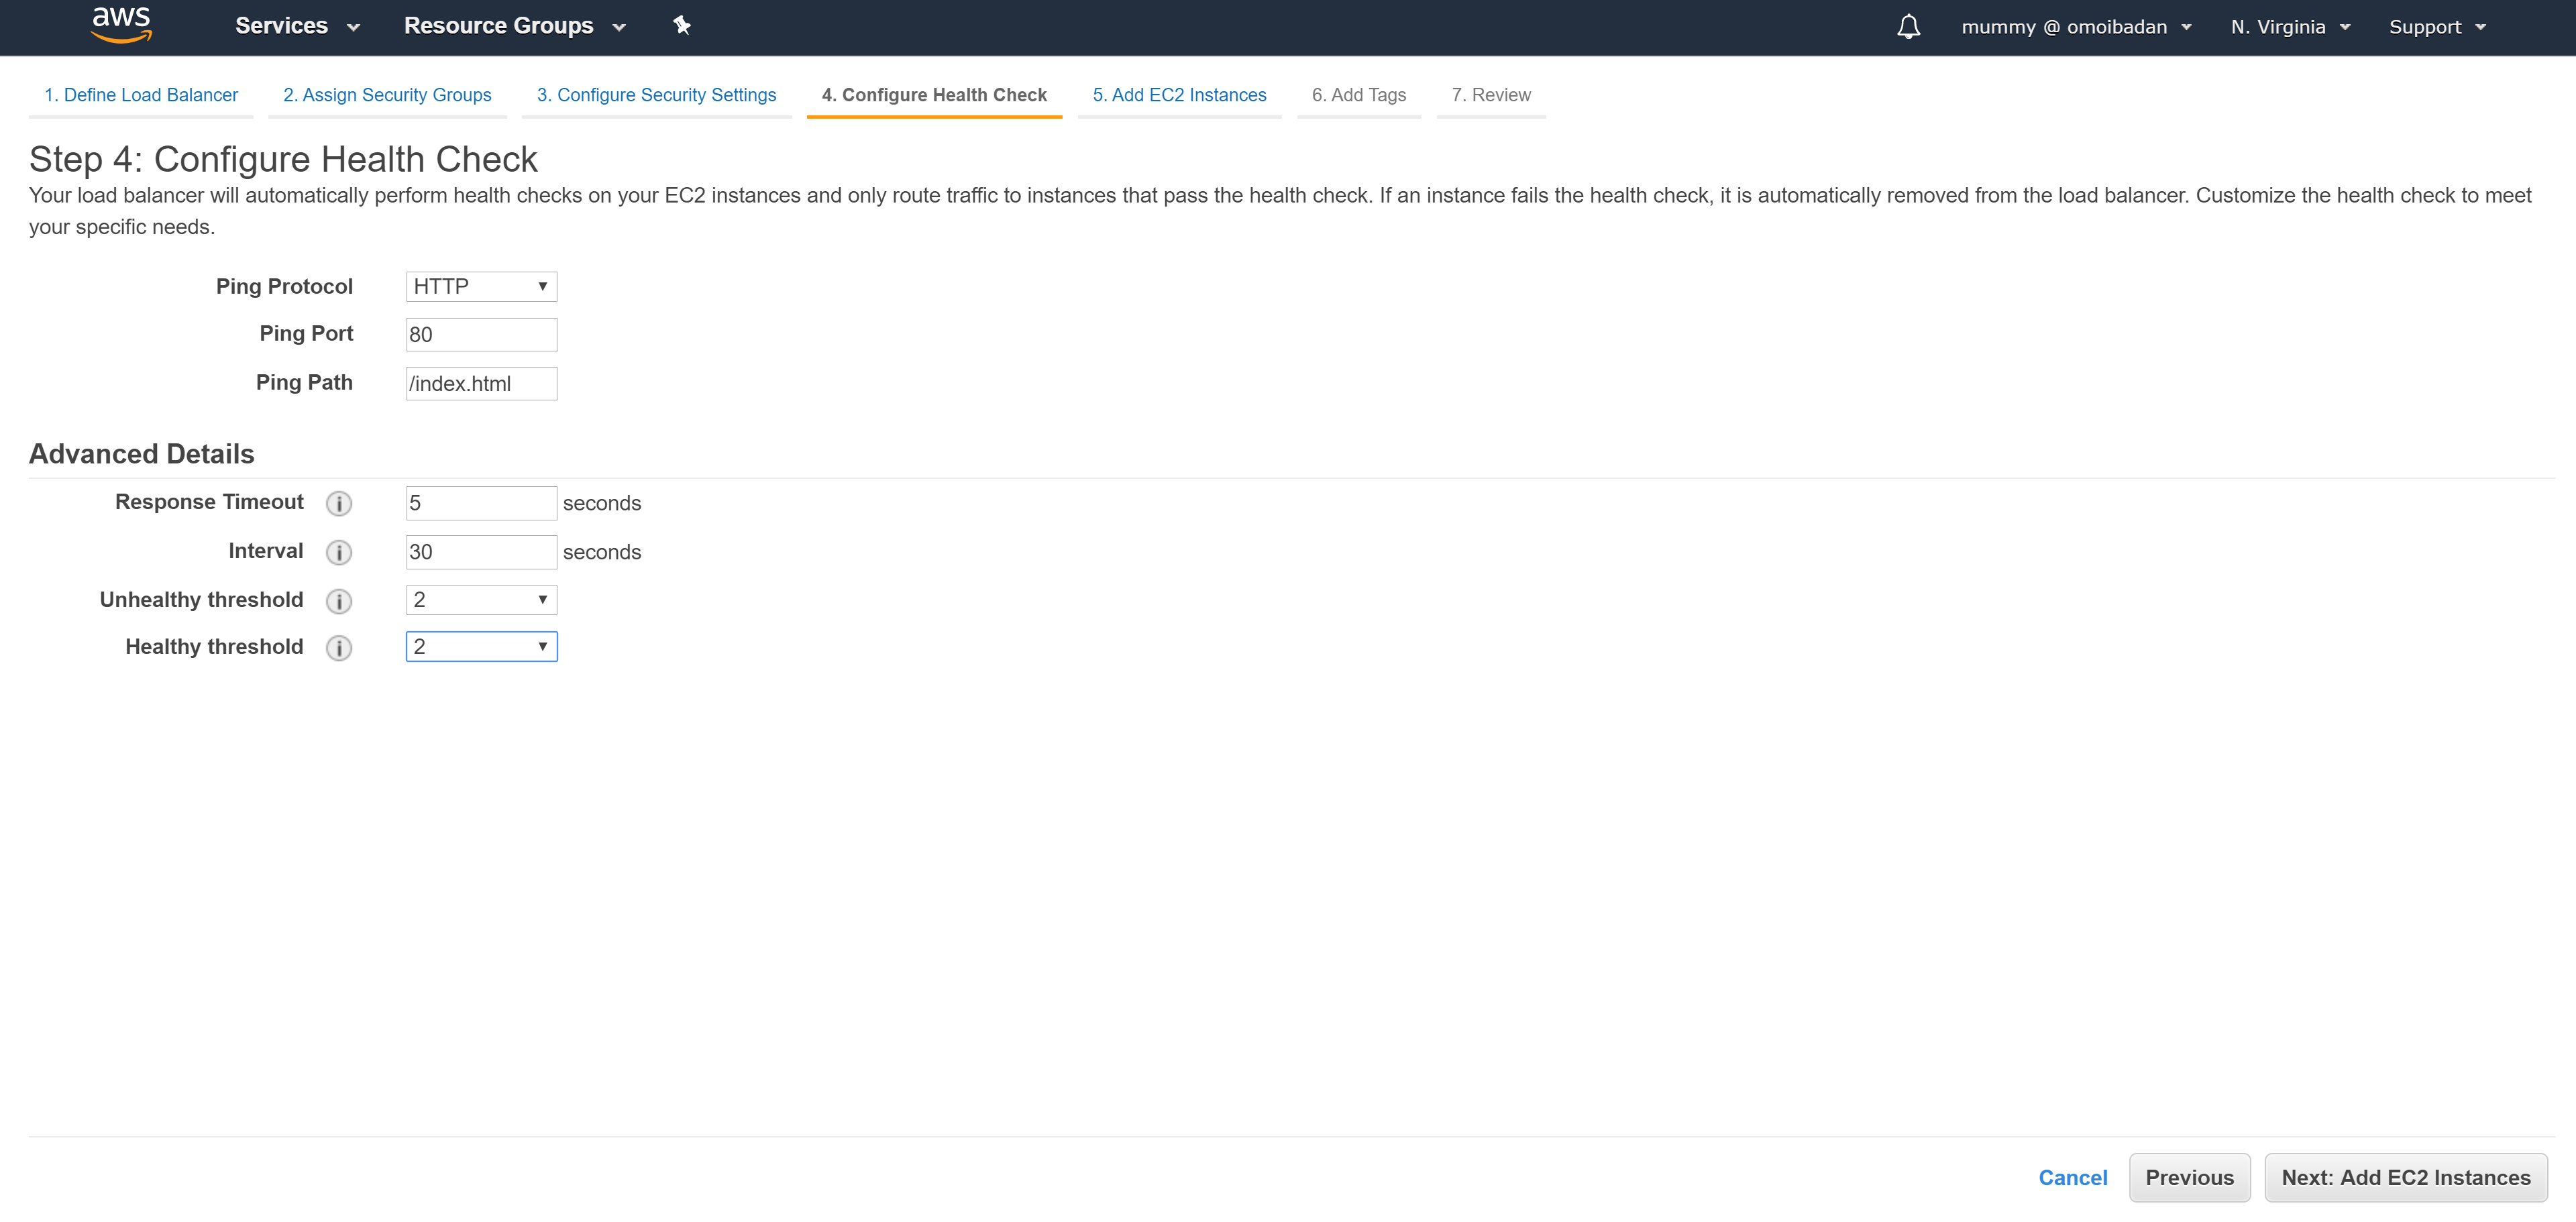 aws Services Resource Groups mummy @ omoibadan N. Virginia Support
1. Define Load Balancer 2. Assign Security Groups 3. Configure Security Settings 4. Configure Health Check 5. Add EC2 Instances 6. Add Tags 7. Review
Step 4: Configure Health Check
Your load balancer will automatically perform health checks on your EC2 instances and only route traffic to instances that pass the health check. If an instance fails the health check, it is automatically removed from the load balancer. Customize the health check to meet
your specific needs.
Ping Protocol HTTP
Ping Port 80
Ping Path /index.html
Advanced Details
Response Timeout 5 seconds
Interval 30 seconds
Unhealthy threshold 2
Healthy threshold 2
Cancel Previous Next: Add EC2 Instances